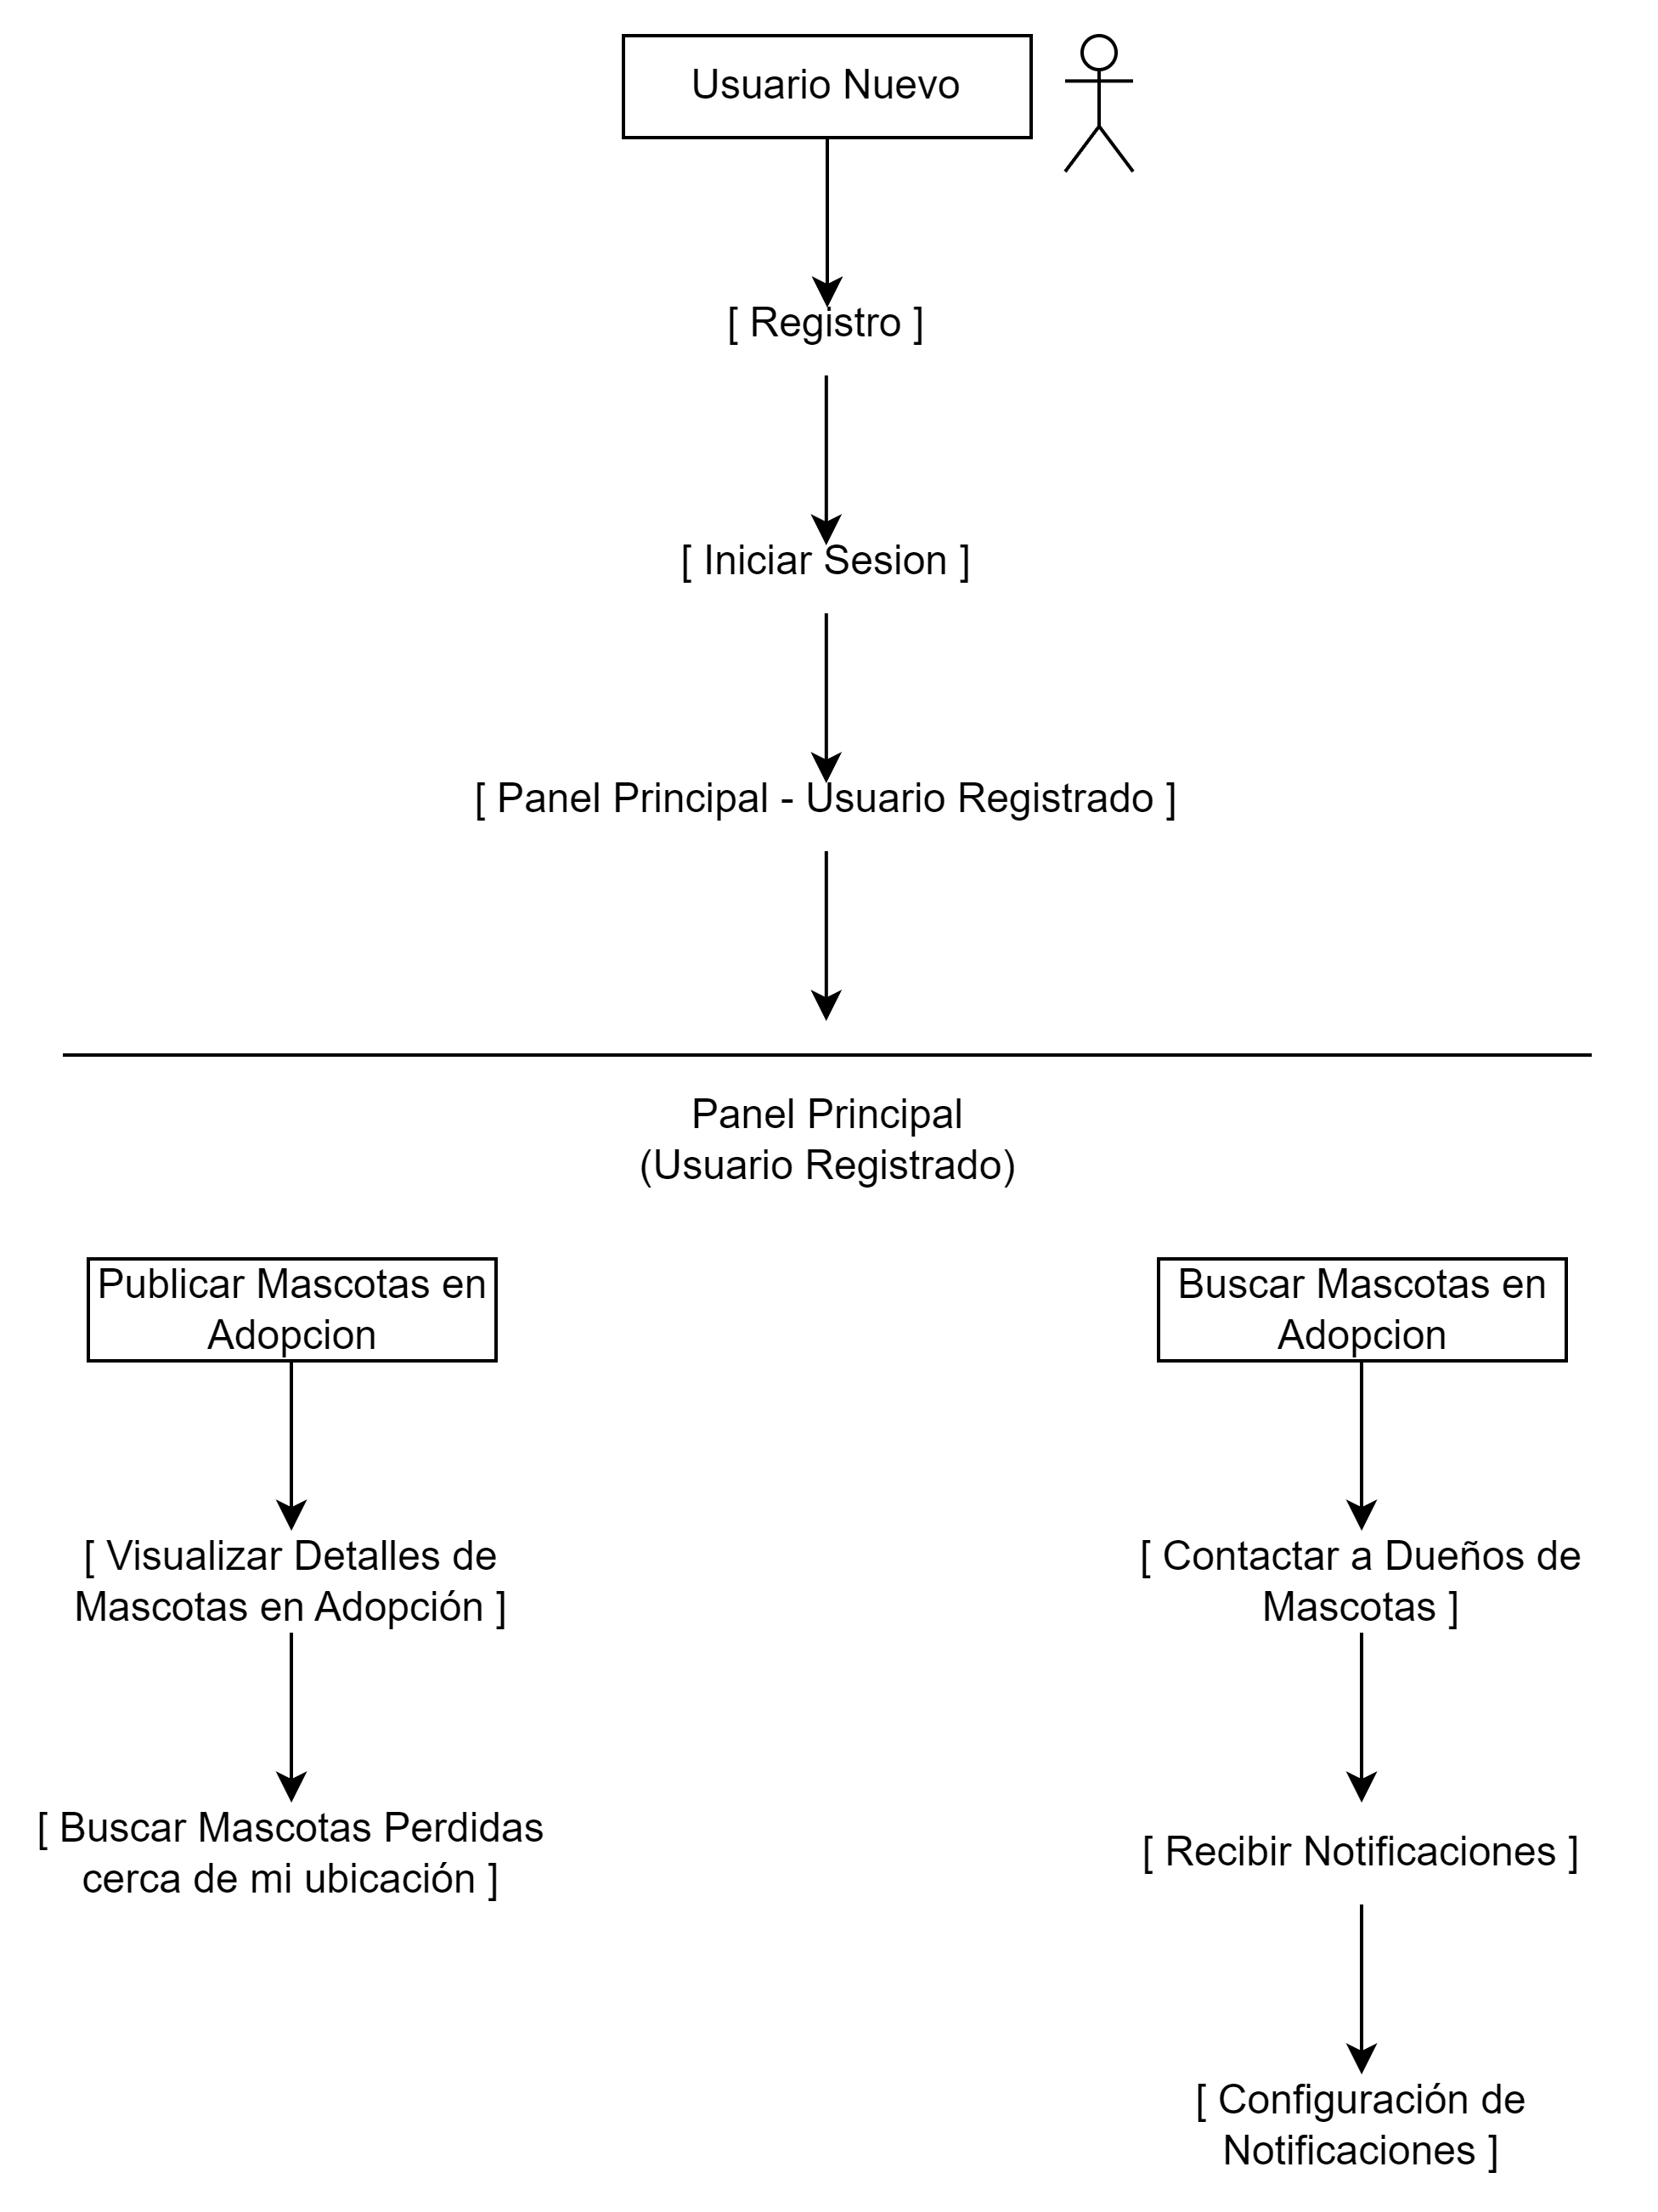 Usuario Nuevo
[ Registro ]
[ Iniciar Sesion ]
[ Panel Principal - Usuario Registrado ]
Panel Principal
(Usuario Registrado)
Publicar Mascotas en
Adopcion
[ Visualizar Detalles de
Mascotas en Adopción ]
[ Buscar Mascotas Perdidas
cerca de mi ubicación ]
Buscar Mascotas en
Adopcion
[ Contactar a Dueños de
Mascotas ]
[ Recibir Notificaciones ]
[ Configuración de
Notificaciones ]